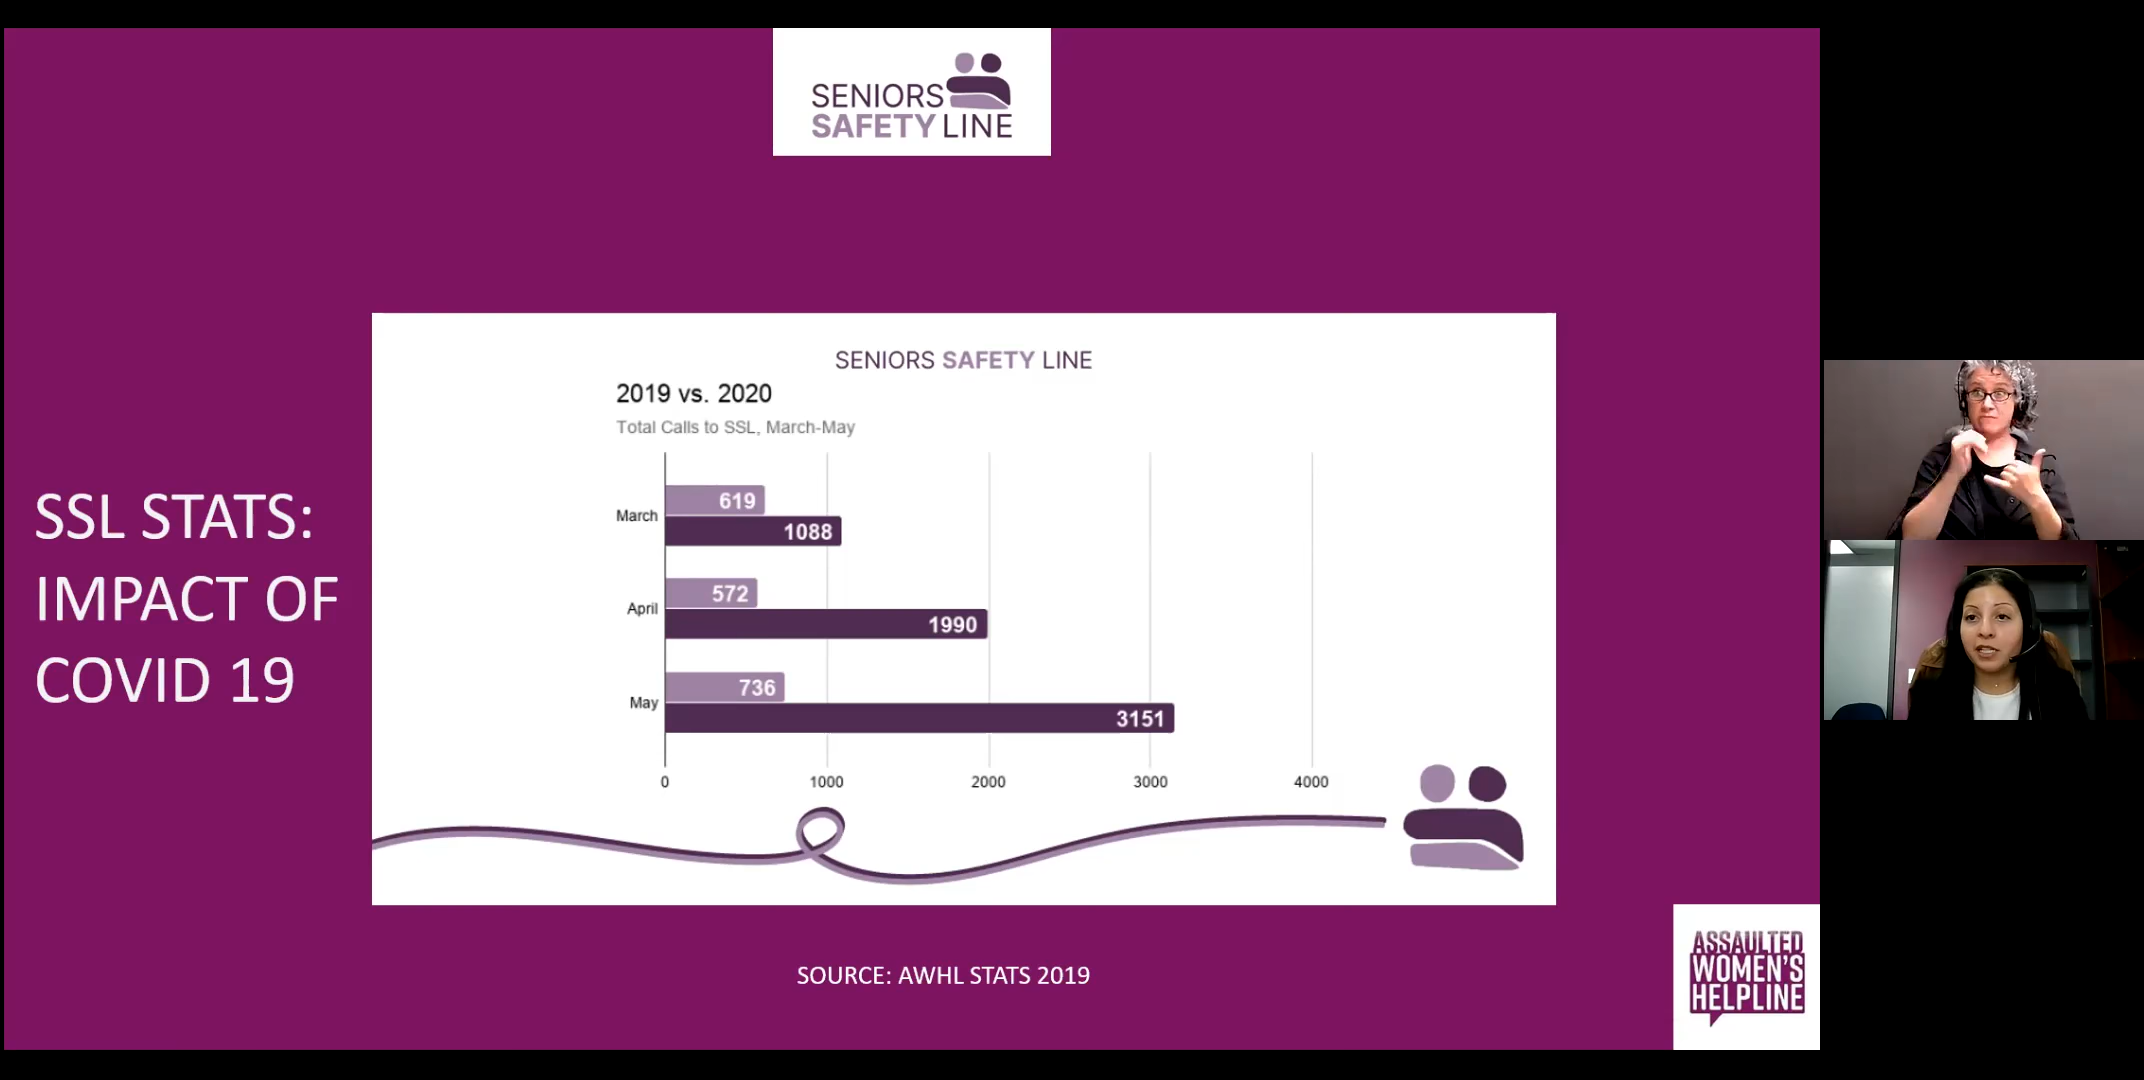 SENIORS
SAFETY LINE
SSL STATS:
IMPACT OF
COVID 19
SENIORS SAFETY LINE
2019 vs. 2020
Total Calls to SSL, March-May
March
619
1088
April
572
1990
May
736
3151
0 1000 2000 3000 4000
SOURCE: AWHL STATS 2019
ASSAULTED
WOMEN'S
HELPLINE